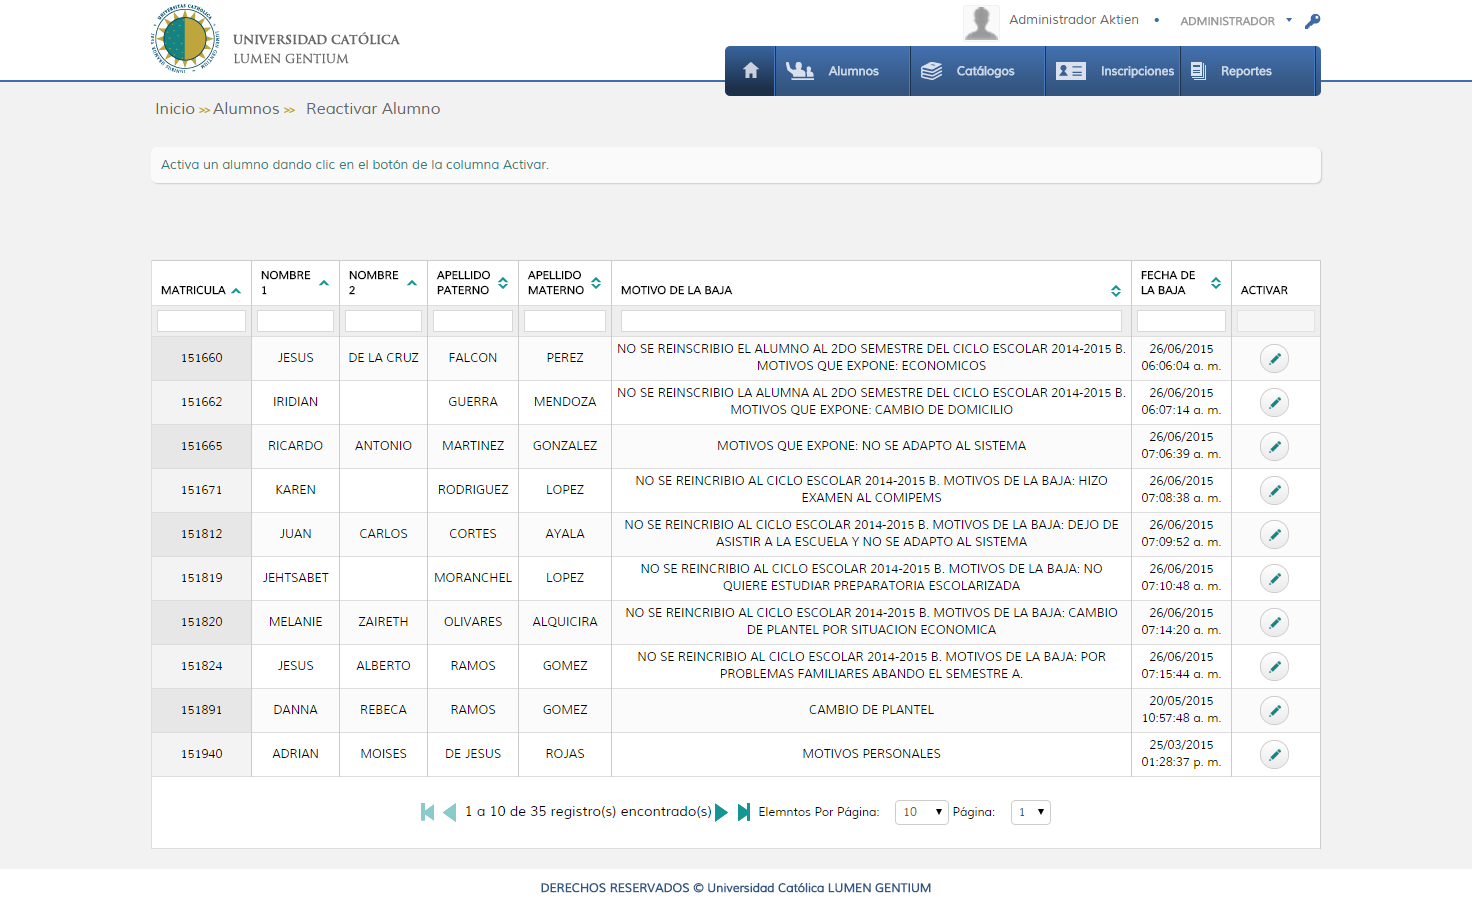 UNIVERSIDAD CATÓLICA
LUMEN GENTIUM
Administrador Aktien • ADMINISTRADOR
Alumnos Catálogos Inscripciones Reportes
Inicio >> Alumnos >> Reactivar Alumno
Activa un alumno dando clic en el botón de la columna Activar.
MATRICULA NOMBRE 1 NOMBRE 2 APELLIDO PATERNO APELLIDO MATERNO MOTIVO DE LA BAJA FECHA DE LA BAJA ACTIVAR
151660 JESUS DE LA CRUZ FALCON PEREZ NO SE REINSCRIBIO EL ALUMNO AL 2DO SEMESTRE DEL CICLO ESCOLAR 2014-2015 B. 26/06/2015
MOTIVOS QUE EXPONE: ECONOMICOS 06:06:04 a. m.
151662 IRIDIAN GUERRA MENDOZA NO SE REINSCRIBIO LA ALUMNA AL 2DO SEMESTRE DEL CICLO ESCOLAR 2014-2015 B. 26/06/2015
MOTIVOS QUE EXPONE: CAMBIO DE DOMICILIO 06:07:14 a. m.
151665 RICARDO ANTONIO MARTINEZ GONZALEZ MOTIVOS QUE EXPONE: NO SE ADAPTO AL SISTEMA 26/06/2015
07:06:39 a. m.
151671 KAREN RODRIGUEZ LOPEZ NO SE REINCRIBIO AL CICLO ESCOLAR 2014-2015 B. MOTIVOS DE LA BAJA: HIZO 26/06/2015
EXAMEN AL COMIPEMS 07:08:38 a. m.
151812 JUAN CARLOS CORTES AYALA NO SE REINCRIBIO AL CICLO ESCOLAR 2014-2015 B. MOTIVOS DE LA BAJA: DEJO DE 26/06/2015
ASISTIR A LA ESCUELA Y NO SE ADAPTO AL SISTEMA 07:09:52 a. m.
151819 JEHTSABET MORANCHEL LOPEZ NO SE REINCRIBIO AL CICLO ESCOLAR 2014-2015 B. MOTIVOS DE LA BAJA: NO 26/06/2015
QUIERE ESTUDIAR PREPARATORIA ESCOLARIZADA 07:10:48 a. m.
151820 MELANIE ZAIRETH OLIVARES ALQUICIRA NO SE REINCRIBIO AL CICLO ESCOLAR 2014-2015 B. MOTIVOS DE LA BAJA: CAMBIO 26/06/2015
DE PLANTEL POR SITUACION ECONOMICA 07:14:20 a. m.
151824 JESUS ALBERTO RAMOS GOMEZ NO SE REINCRIBIO AL CICLO ESCOLAR 2014-2015 B. MOTIVOS DE LA BAJA: POR 26/06/2015
PROBLEMAS FAMILIARES ABANDO EL SEMESTRE A. 07:15:44 a. m.
151891 DANNA REBECA RAMOS GOMEZ CAMBIO DE PLANTEL 20/05/2015
10:57:48 a. m.
151940 ADRIAN MOISES DE JESUS ROJAS MOTIVOS PERSONALES 25/03/2015
01:28:37 p. m.
1 a 10 de 35 registro(s) encontrado(s) Elemntos Por Página: 10 Página: 1
DERECHOS RESERVADOS © Universidad Católica LUMEN GENTIUM